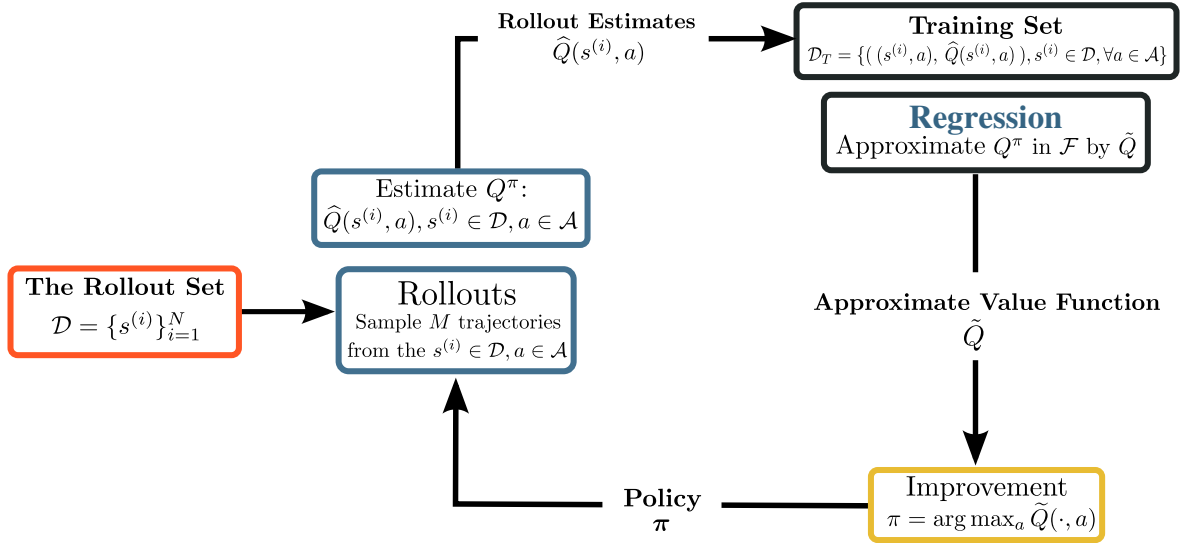 Rollout Estimates
Q̂(s⁽ⁱ⁾, a)
Training Set
𝒟_T = {( (s⁽ⁱ⁾, a), Q̂(s⁽ⁱ⁾, a) ), s⁽ⁱ⁾ ∈ 𝒟, ∀a ∈ 𝒜}
Regression
Approximate Q^π in ℱ by Q̃
Estimate Q^π:
Q̂(s⁽ⁱ⁾, a), s⁽ⁱ⁾ ∈ 𝒟, a ∈ 𝒜
The Rollout Set
𝒟 = {s⁽ⁱ⁾}_{i=1}^N
Rollouts
Sample M trajectories
from the s⁽ⁱ⁾ ∈ 𝒟, a ∈ 𝒜
Approximate Value Function
Q̃
Improvement
π = arg max_a Q̃(·, a)
Policy
π